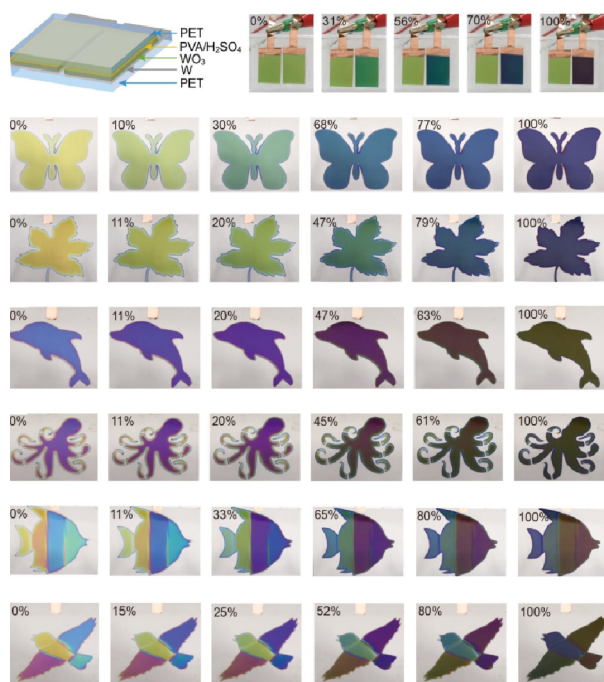 PET
PVA/H₂SO₄
WO₃
W
PET
0% 31% 56% 70% 100%
0% 10% 30% 68% 77% 100%
0% 11% 20% 47% 79% 100%
0% 11% 20% 47% 63% 100%
0% 11% 20% 45% 61% 100%
0% 11% 33% 65% 80% 100%
0% 15% 25% 52% 80% 100%